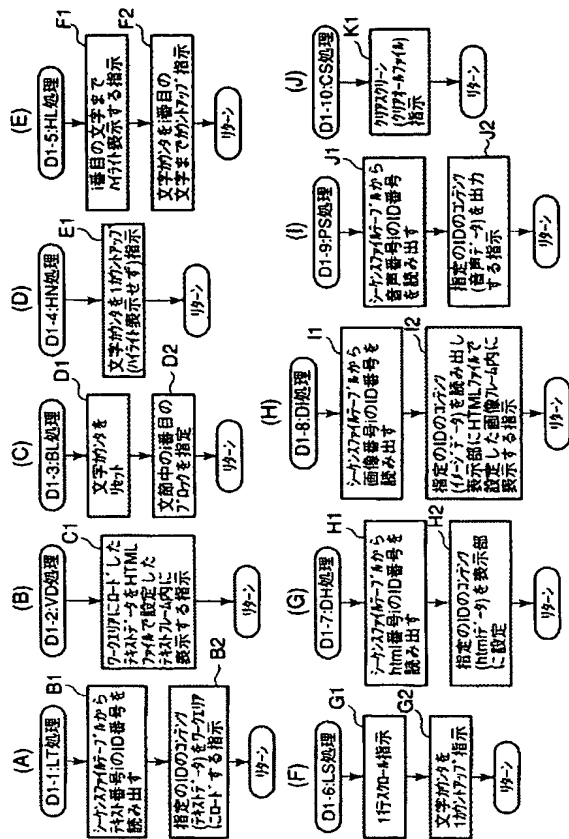 (A)
D1-1:LT処理
B1
シーケンスファイルテーブルから
テキスト番号iのID番号を
読み出す
B2
指定のIDのコンテンツ
(テキストデータ)をワークエリア
にロードする指示
リターン
(B)
D1-2:VD処理
C1
ワークエリアにロードした
テキストデータをHTML
ファイルで設定した
テキストフレーム内に
表示する指示
リターン
(C)
D1-3:BL処理
D1
文字カウンタを
リセット
D2
文節中のi番目の
ブロックを指定
リターン
(D)
D1-4:HN処理
E1
文字カウンタを1カウントアップ
(ハイライト表示せず)指示
リターン
(E)
D1-5:HL処理
F1
i番目の文字まで
ハイライト表示する指示
F2
文字カウンタをi番目の
文字までカウントアップ指示
リターン
(F)
D1-6:LS処理
G1
1行スクロール指示
G2
文字カウンタを
1カウントアップ指示
リターン
(G)
D1-7:DH処理
H1
シーケンスファイルテーブルから
html番号iのID番号を
読み出す
H2
指定のIDのコンテンツ
(htmlデータ)を表示部
に設定
リターン
(H)
D1-8:DI処理
I1
シーケンスファイルテーブルから
画像番号iのID番号を
読み出す
I2
指定のIDのコンテンツ
(イメージデータ)を読み出し
表示部にHTMLファイルで
設定した画像フレーム内に
表示する指示
リターン
(I)
D1-9:PS処理
J1
シーケンスファイルテーブルから
音声番号iのID番号
を読み出す
J2
指定のIDのコンテンツ
(音声データ)を出力
する指示
リターン
(J)
D1-10:CS処理
K1
クリアスクリーン
(クリアオールファイル)
指示
リターン